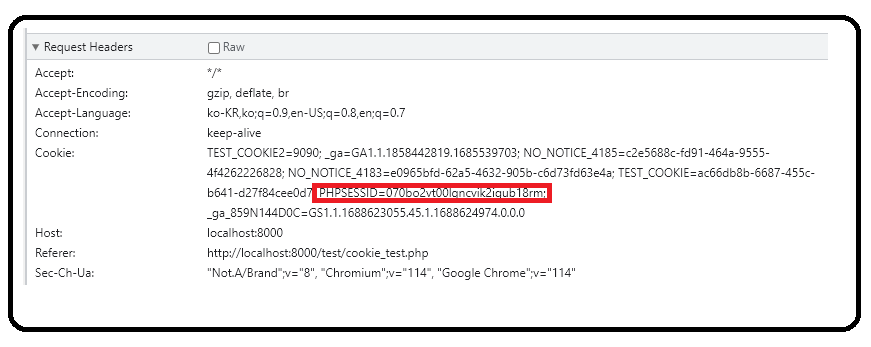 Request Headers
Raw
Accept: */*
Accept-Encoding: gzip, deflate, br
Accept-Language: ko-KR,ko;q=0.9,en-US;q=0.8,en;q=0.7
Connection: keep-alive
Cookie: TEST_COOKIE2=9090; _ga=GA1.1.1858442819.1685539703; NO_NOTICE_4185=c2e5688c-fd91-464a-9555-
4f4262226828; NO_NOTICE_4183=e0965bfd-62a5-4632-905b-c6d73fd63e4a; TEST_COOKIE=ac66db8b-6687-455c-
b641-d27f84cee0d7
_ga_859N144D0C=GS1.1.1688623055.45.1.1688624974.0.0.0
Host: localhost:8000
Referer: http://localhost:8000/test/cookie_test.php
Sec-Ch-Ua: "Not.A/Brand";v="8", "Chromium";v="114", "Google Chrome";v="114"